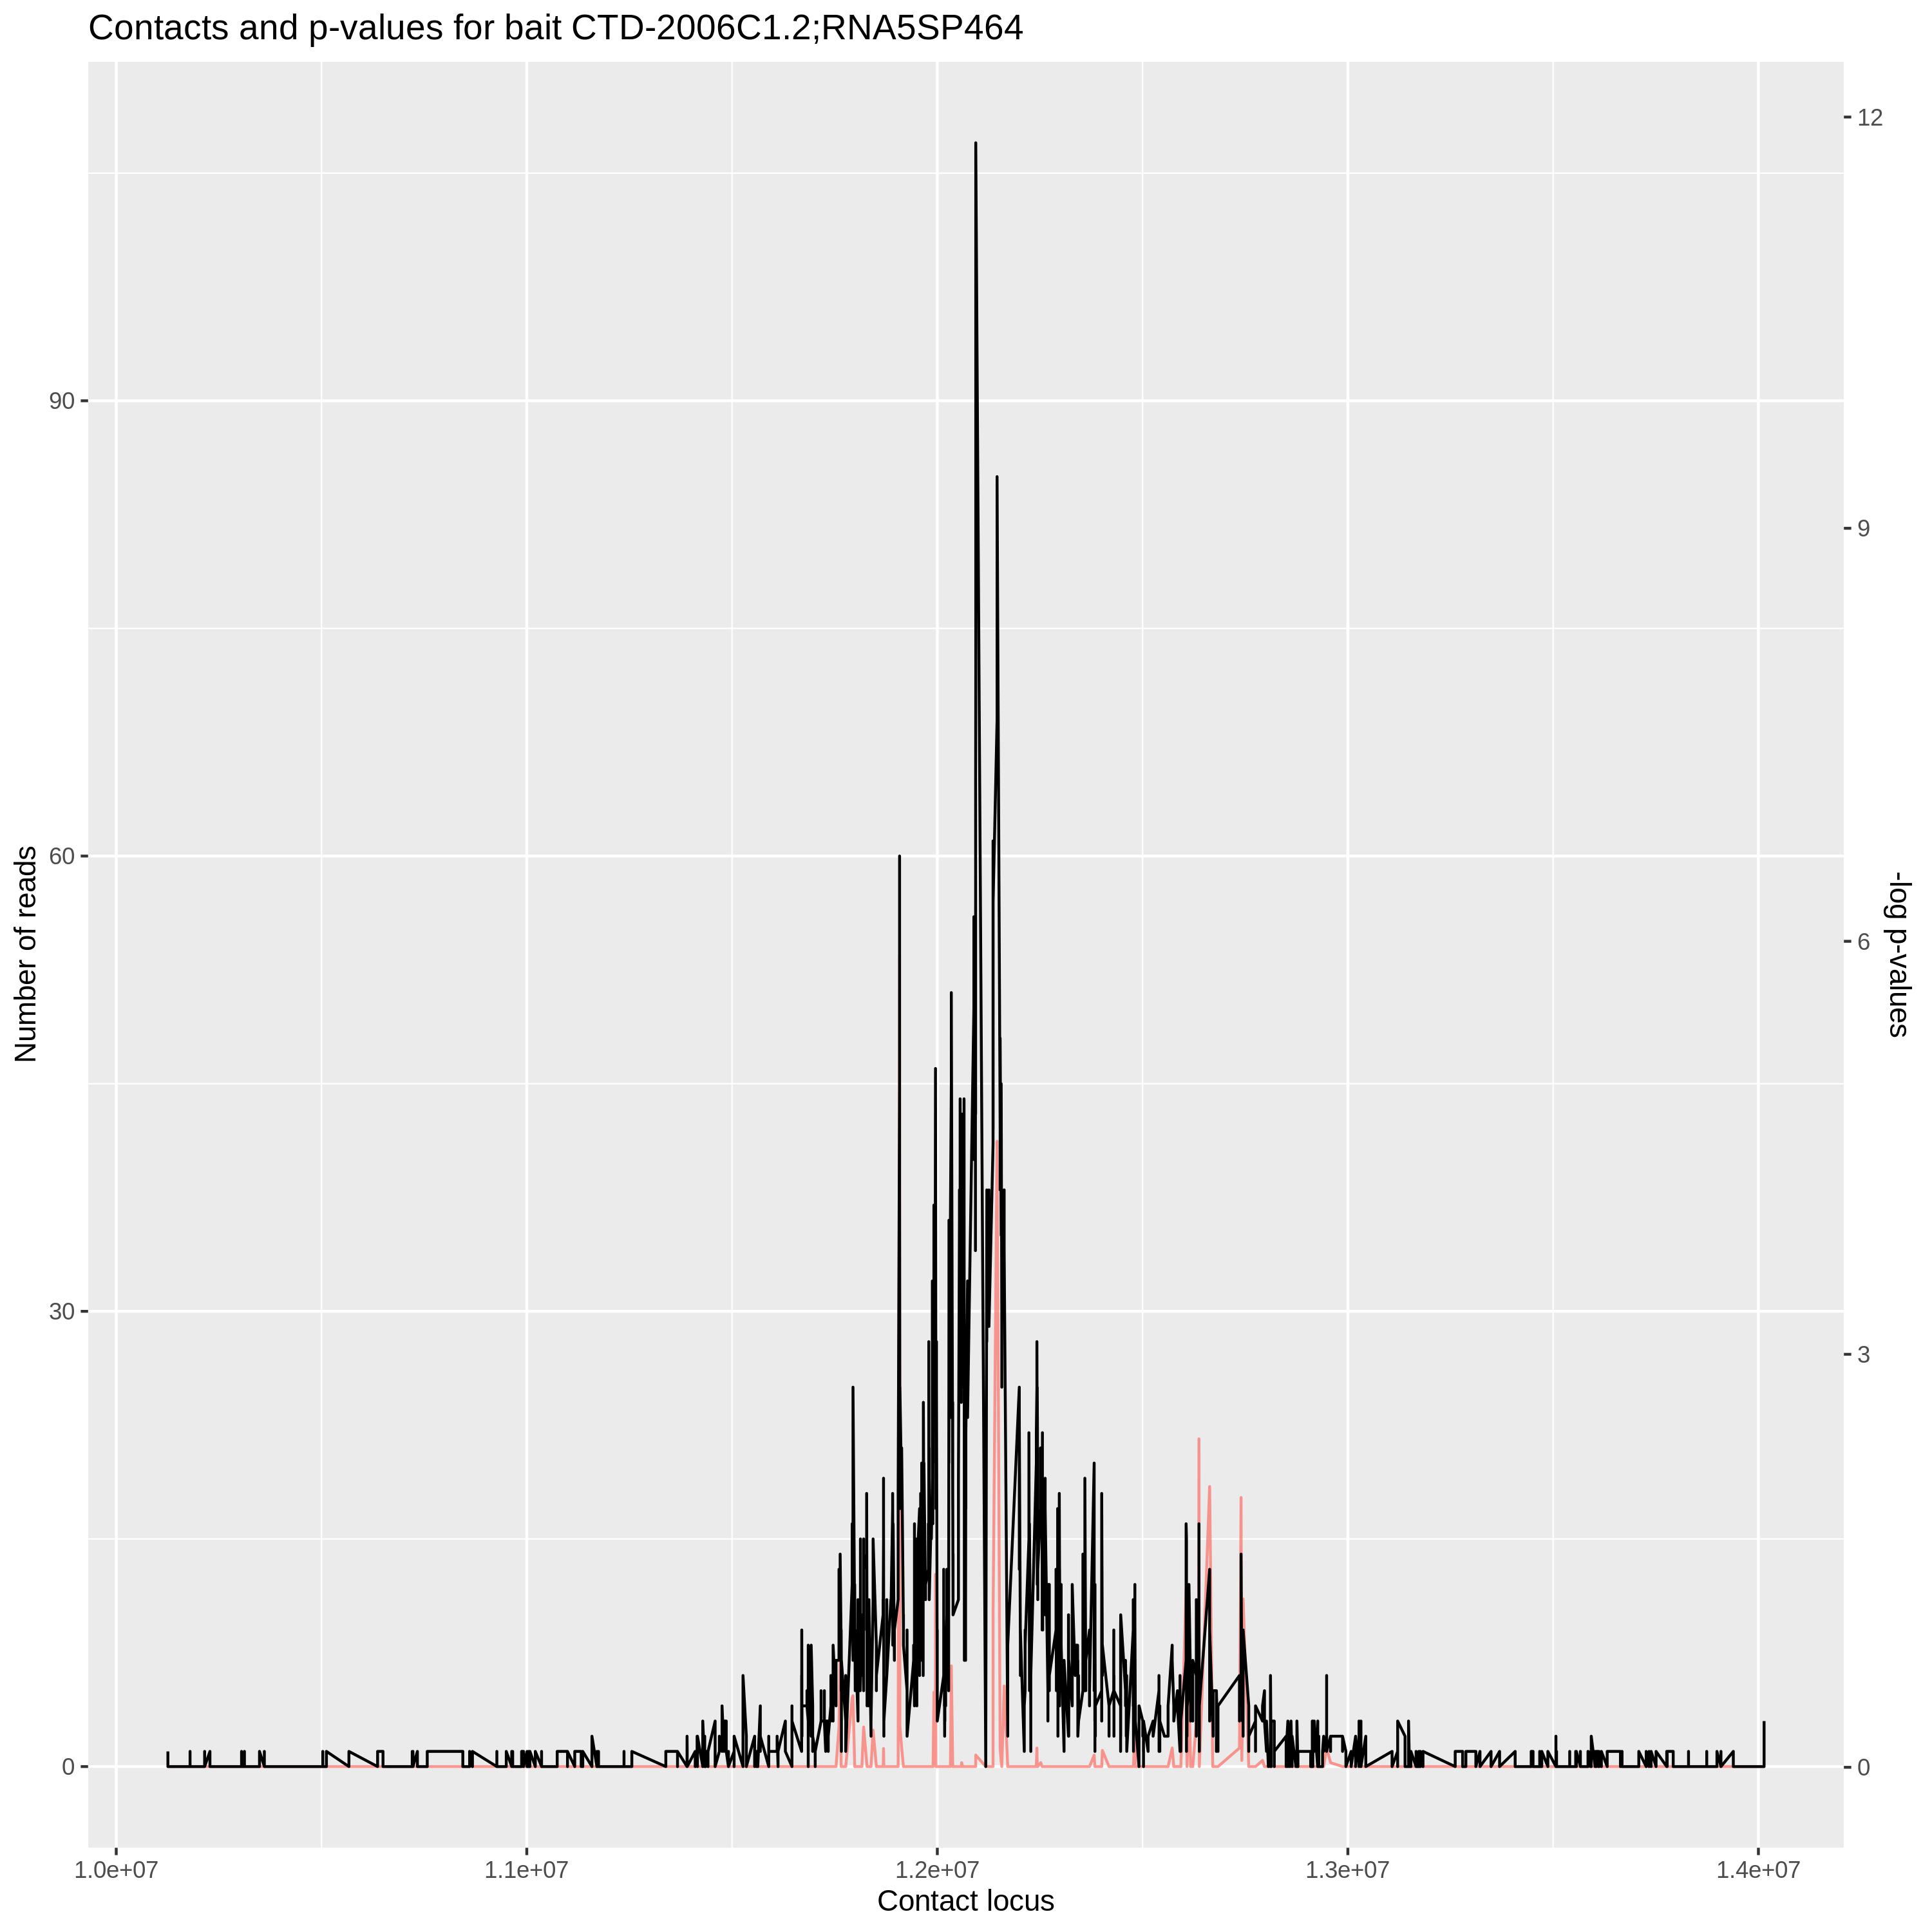 Contacts and p-values for bait CTD-2006C1.2;RNA5SP464
12
90
9
60
6
Number of reads
-log p-values
30
3
0
0
1.0e+07
1.1e+07
1.2e+07
1.3e+07
1.4e+07
Contact locus